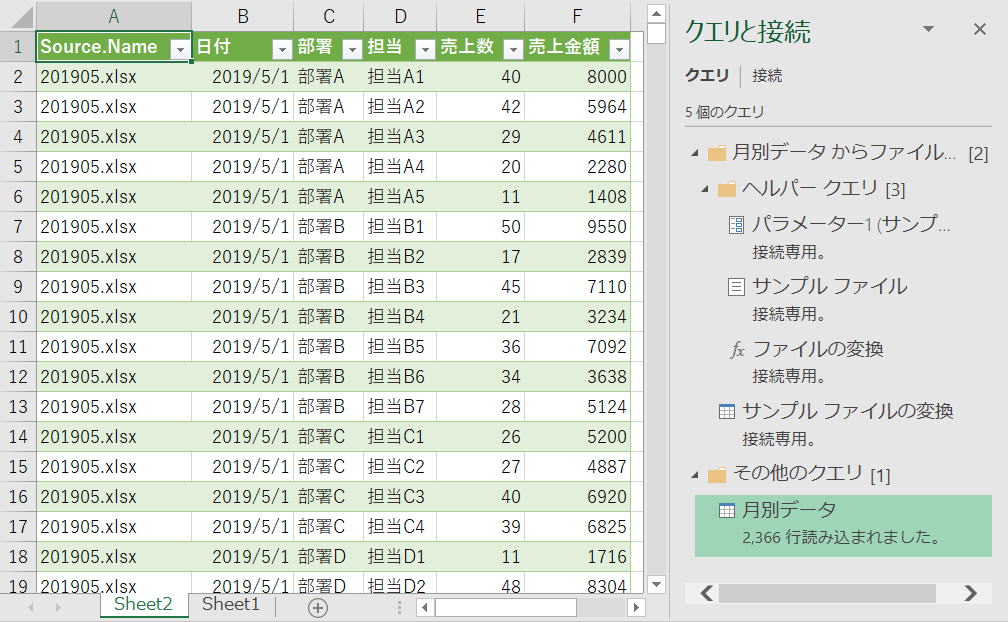 A B C D E F
1 Source.Name 日付 部署 担当 売上数 売上金額
2 201905.xlsx 2019/5/1 部署A 担当A1 40 8000
3 201905.xlsx 2019/5/1 部署A 担当A2 42 5964
4 201905.xlsx 2019/5/1 部署A 担当A3 29 4611
5 201905.xlsx 2019/5/1 部署A 担当A4 20 2280
6 201905.xlsx 2019/5/1 部署A 担当A5 11 1408
7 201905.xlsx 2019/5/1 部署B 担当B1 50 9550
8 201905.xlsx 2019/5/1 部署B 担当B2 17 2839
9 201905.xlsx 2019/5/1 部署B 担当B3 45 7110
10 201905.xlsx 2019/5/1 部署B 担当B4 21 3234
11 201905.xlsx 2019/5/1 部署B 担当B5 36 7092
12 201905.xlsx 2019/5/1 部署B 担当B6 34 3638
13 201905.xlsx 2019/5/1 部署B 担当B7 28 5124
14 201905.xlsx 2019/5/1 部署C 担当C1 26 5200
15 201905.xlsx 2019/5/1 部署C 担当C2 27 4887
16 201905.xlsx 2019/5/1 部署C 担当C3 40 6920
17 201905.xlsx 2019/5/1 部署C 担当C4 39 6825
18 201905.xlsx 2019/5/1 部署D 担当D1 11 1716
19 201905.xlsx 2019/5/1 部署D 担当D2 48 8304
Sheet2 Sheet1
クエリと接続
クエリ 接続
5 個のクエリ
月別データ からファイル... [2]
ヘルパー クエリ [3]
パラメーター1 (サンプ...
接続専用。
サンプル ファイル
接続専用。
fx ファイルの変換
接続専用。
サンプル ファイルの変換
接続専用。
その他のクエリ [1]
月別データ
2,366 行読み込まれました。